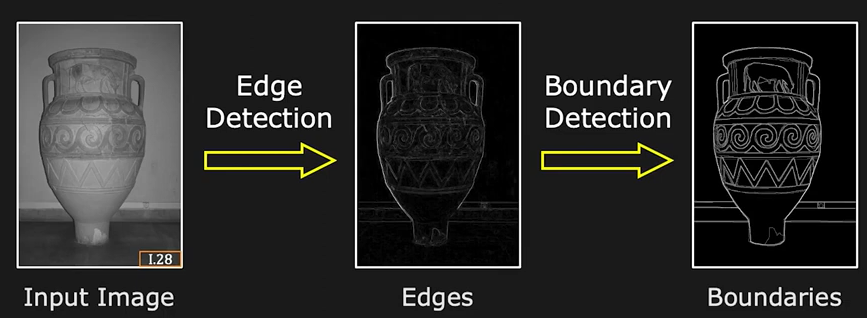 Edge
Detection
Boundary
Detection
I.28
Input Image
Edges
Boundaries